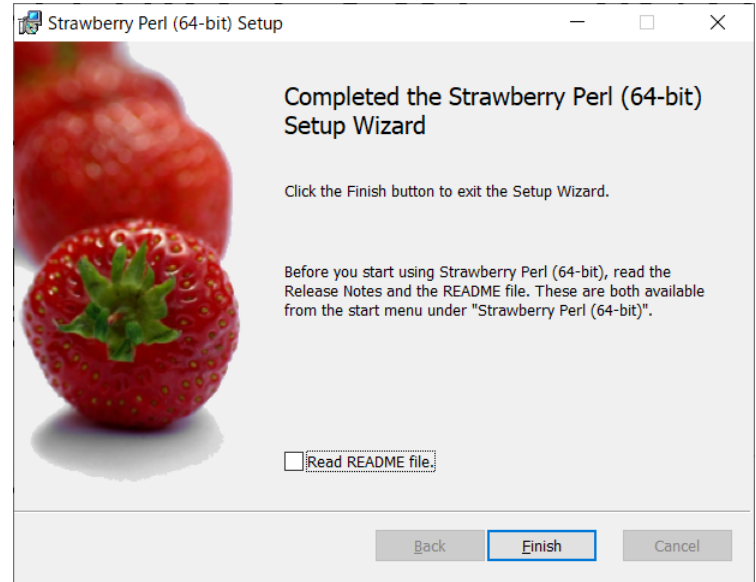 Strawberry Perl (64-bit) Setup
Completed the Strawberry Perl (64-bit)
Setup Wizard
Click the Finish button to exit the Setup Wizard.
Before you start using Strawberry Perl (64-bit), read the
Release Notes and the README file. These are both available
from the start menu under "Strawberry Perl (64-bit)".
Read README file.
Back Finish Cancel